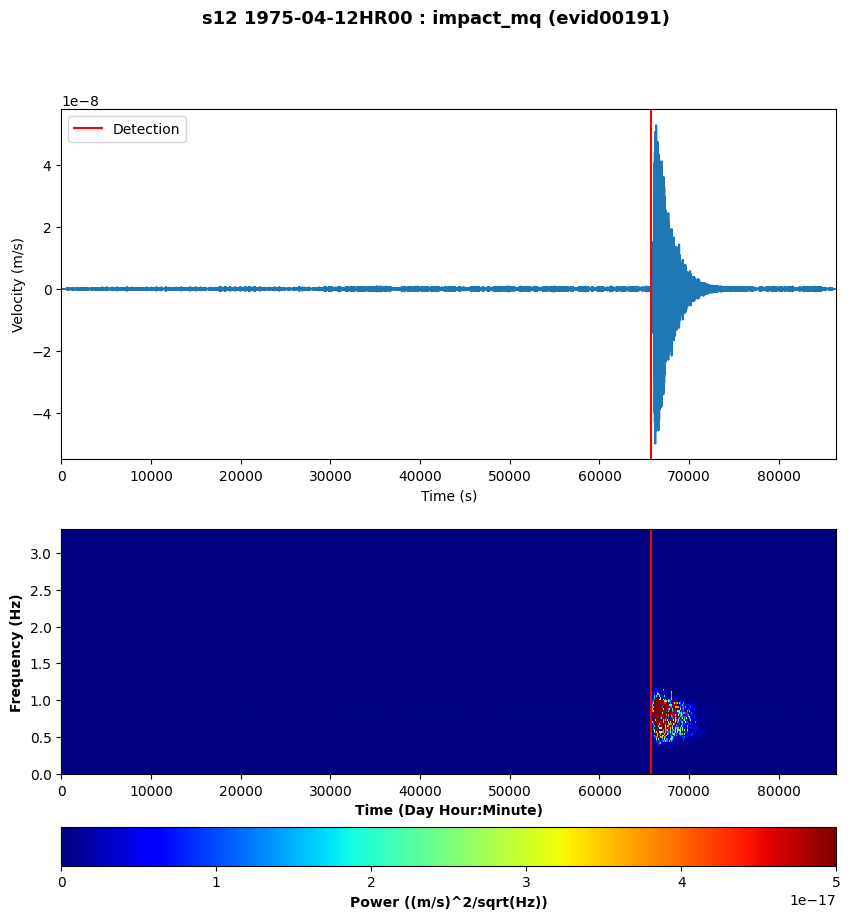 s12 1975-04-12HR00 : impact_mq (evid00191)
1e−8
Detection
4
2
0
−2
−4
Velocity (m/s)
0 10000 20000 30000 40000 50000 60000 70000 80000
Time (s)
3.0
2.5
2.0
1.5
1.0
0.5
0.0
Frequency (Hz)
0 10000 20000 30000 40000 50000 60000 70000 80000
Time (Day Hour:Minute)
0 1 2 3 4 5
1e−17
Power ((m/s)^2/sqrt(Hz))